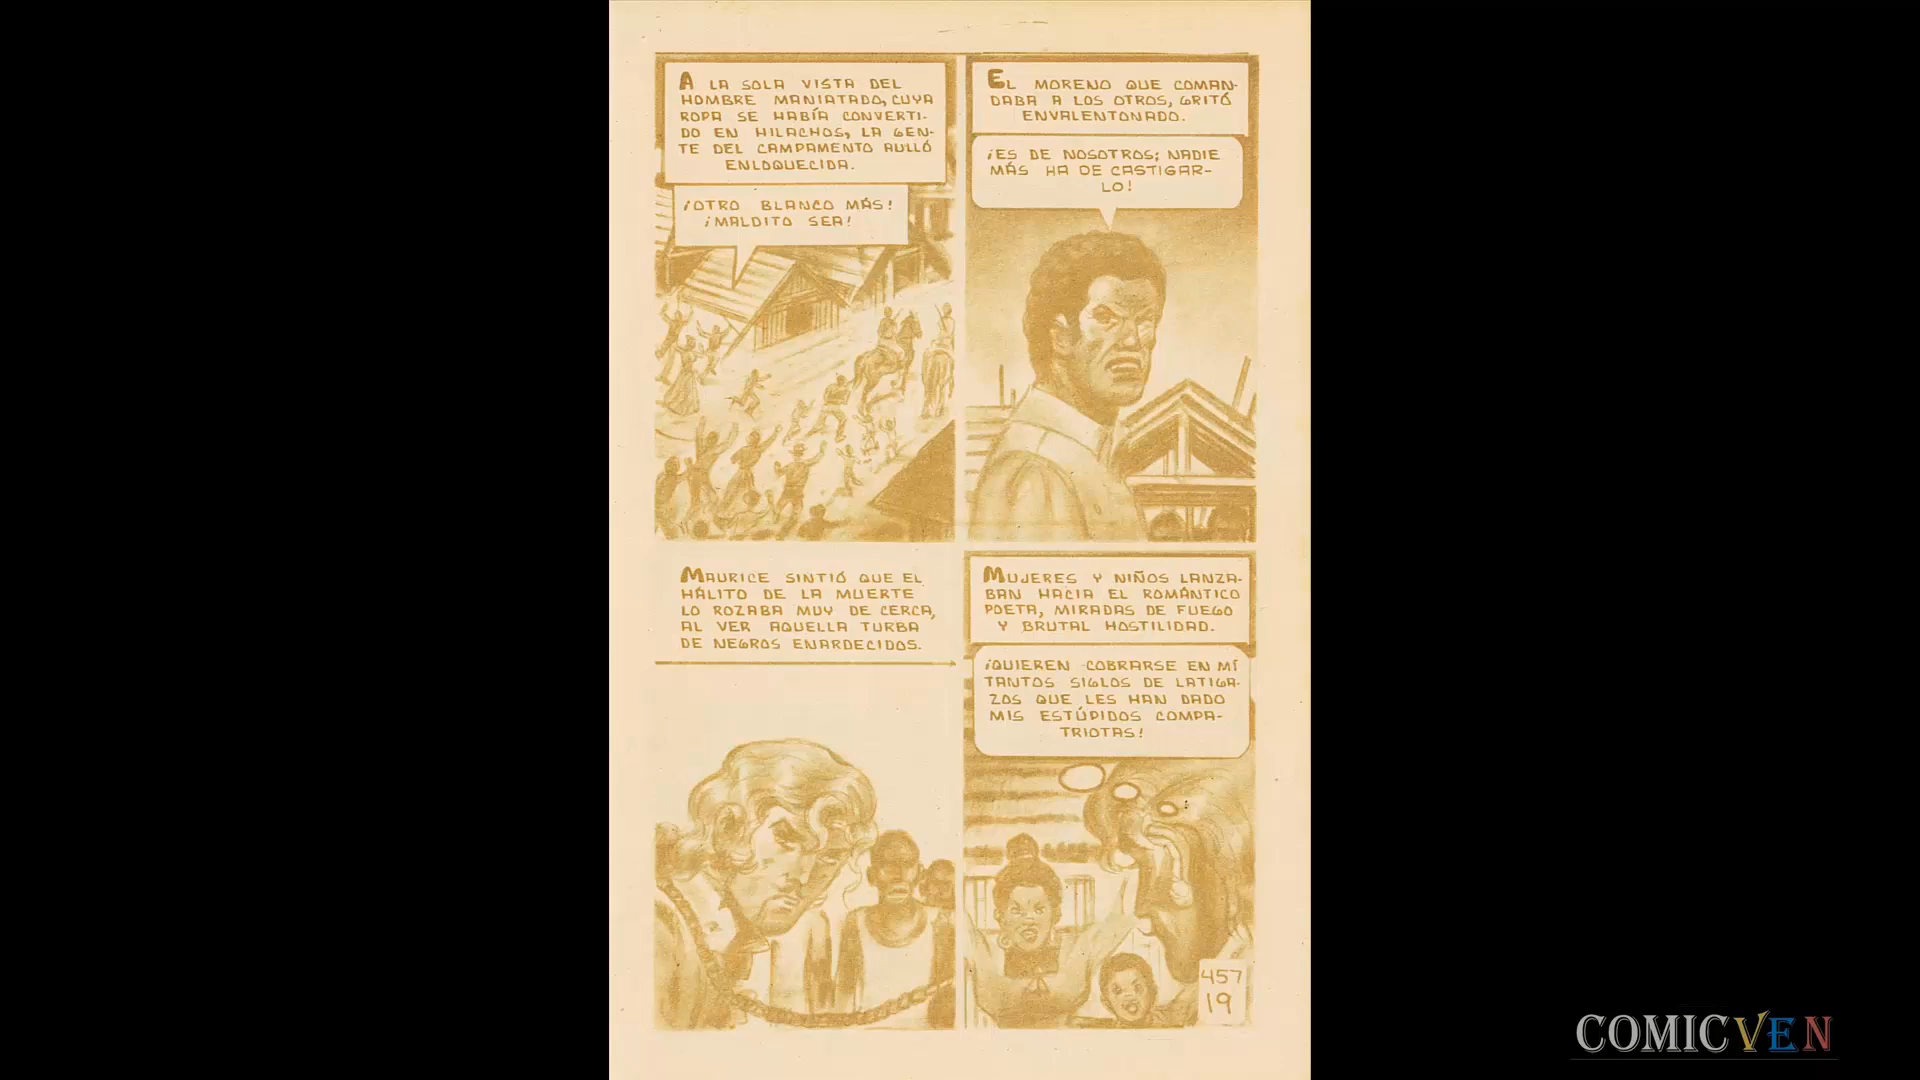 A LA SOLA VISTA DEL
HOMBRE MANIATADO, CUYA
ROPA SE HABÍA CONVERTI-
DO EN HILACHOS, LA GEN-
TE DEL CAMPAMENTO AULLÓ
ENLOQUECIDA.
¡OTRO BLANCO MÁS!
¡MALDITO SEA!
EL MORENO QUE COMAN-
DABA A LOS OTROS, GRITÓ
ENVALENTONADO.
¡ES DE NOSOTROS; NADIE
MÁS HA DE CASTIGAR-
LO!
MAURICE SINTIÓ QUE EL
HÁLITO DE LA MUERTE
LO ROZABA MUY DE CERCA,
AL VER AQUELLA TURBA
DE NEGROS ENARDECIDOS.
MUJERES Y NIÑOS LANZA-
BAN HACIA EL ROMÁNTICO
POETA, MIRADAS DE FUEGO
Y BRUTAL HOSTILIDAD.
¡QUIEREN COBRARSE EN MÍ
TANTOS SIGLOS DE LATIGA-
ZOS QUE LES HAN DADO
MIS ESTÚPIDOS COMPA-
TRIOTAS!
457
19
COMICVEN